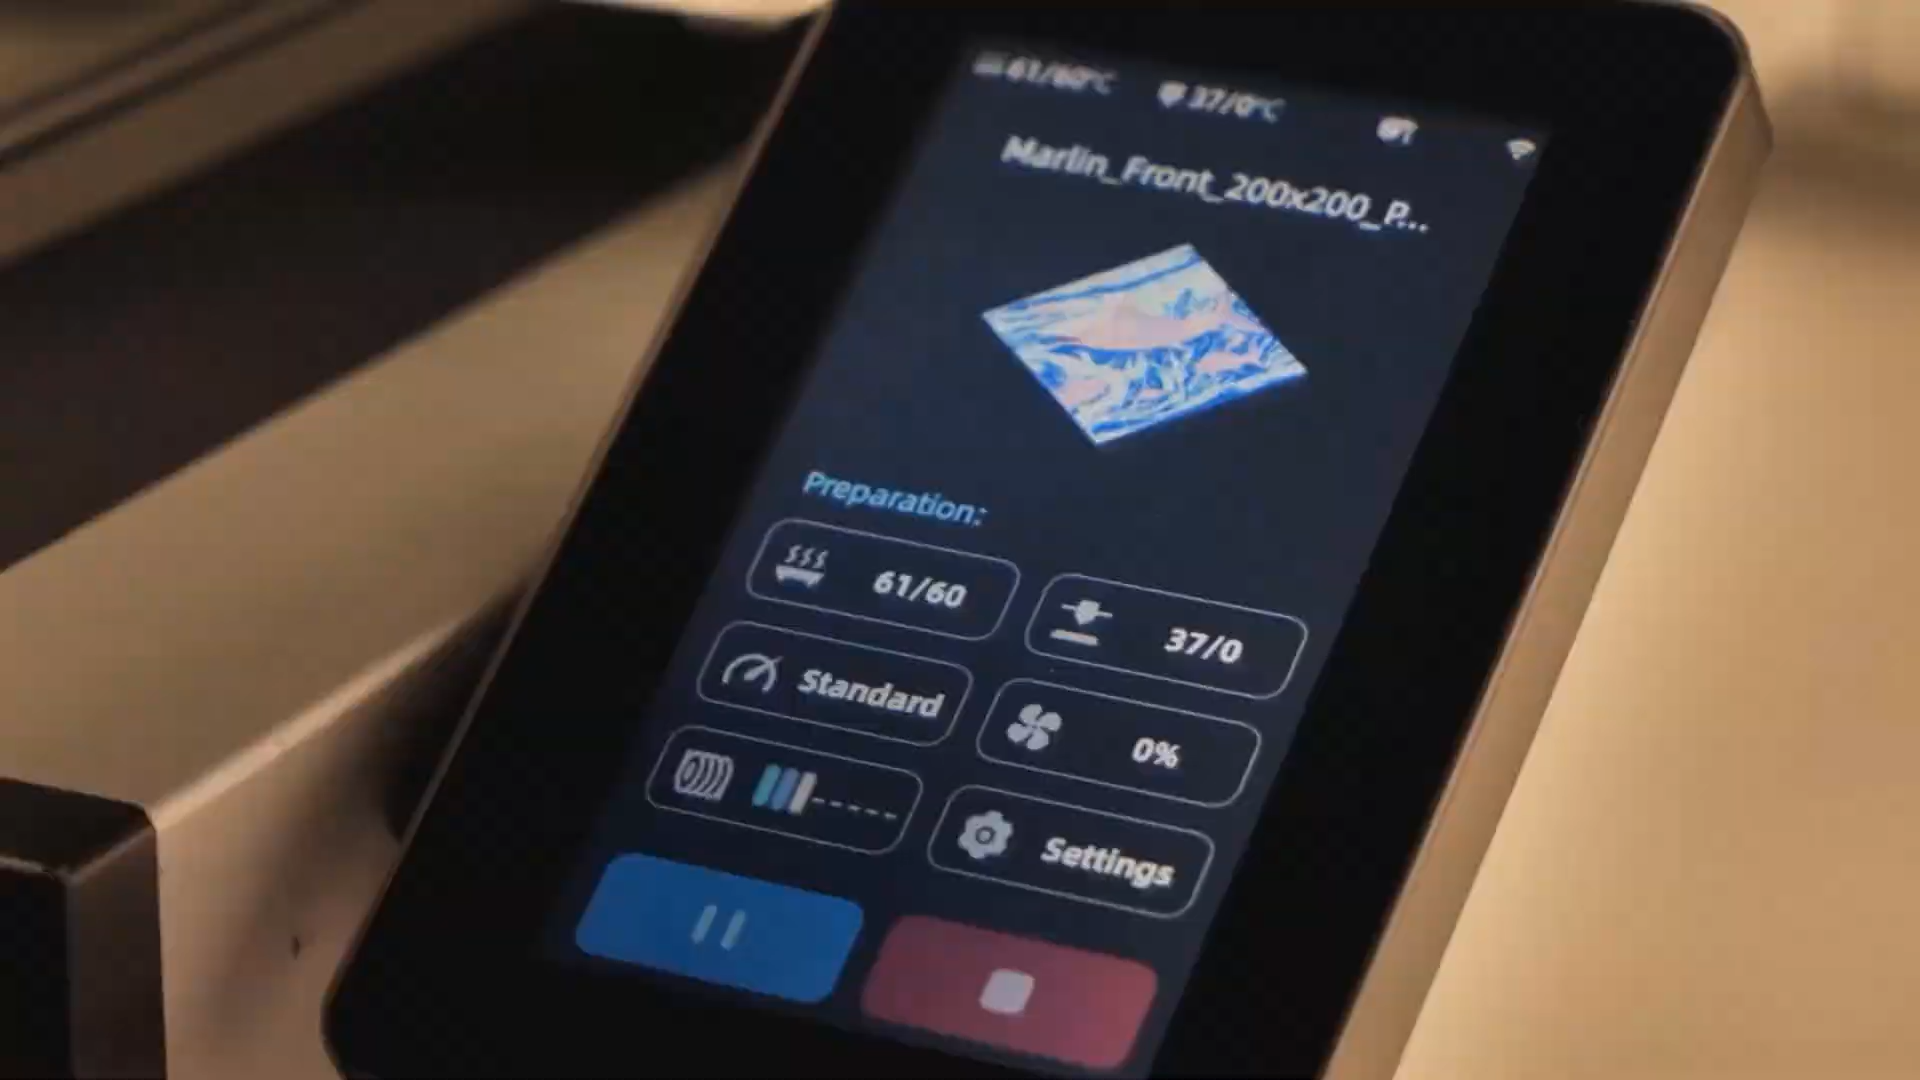 61/60°C 37/0°C
Marlin_Front_200x200_P...
Preparation:
61/60
37/0
Standard
0%
Settings